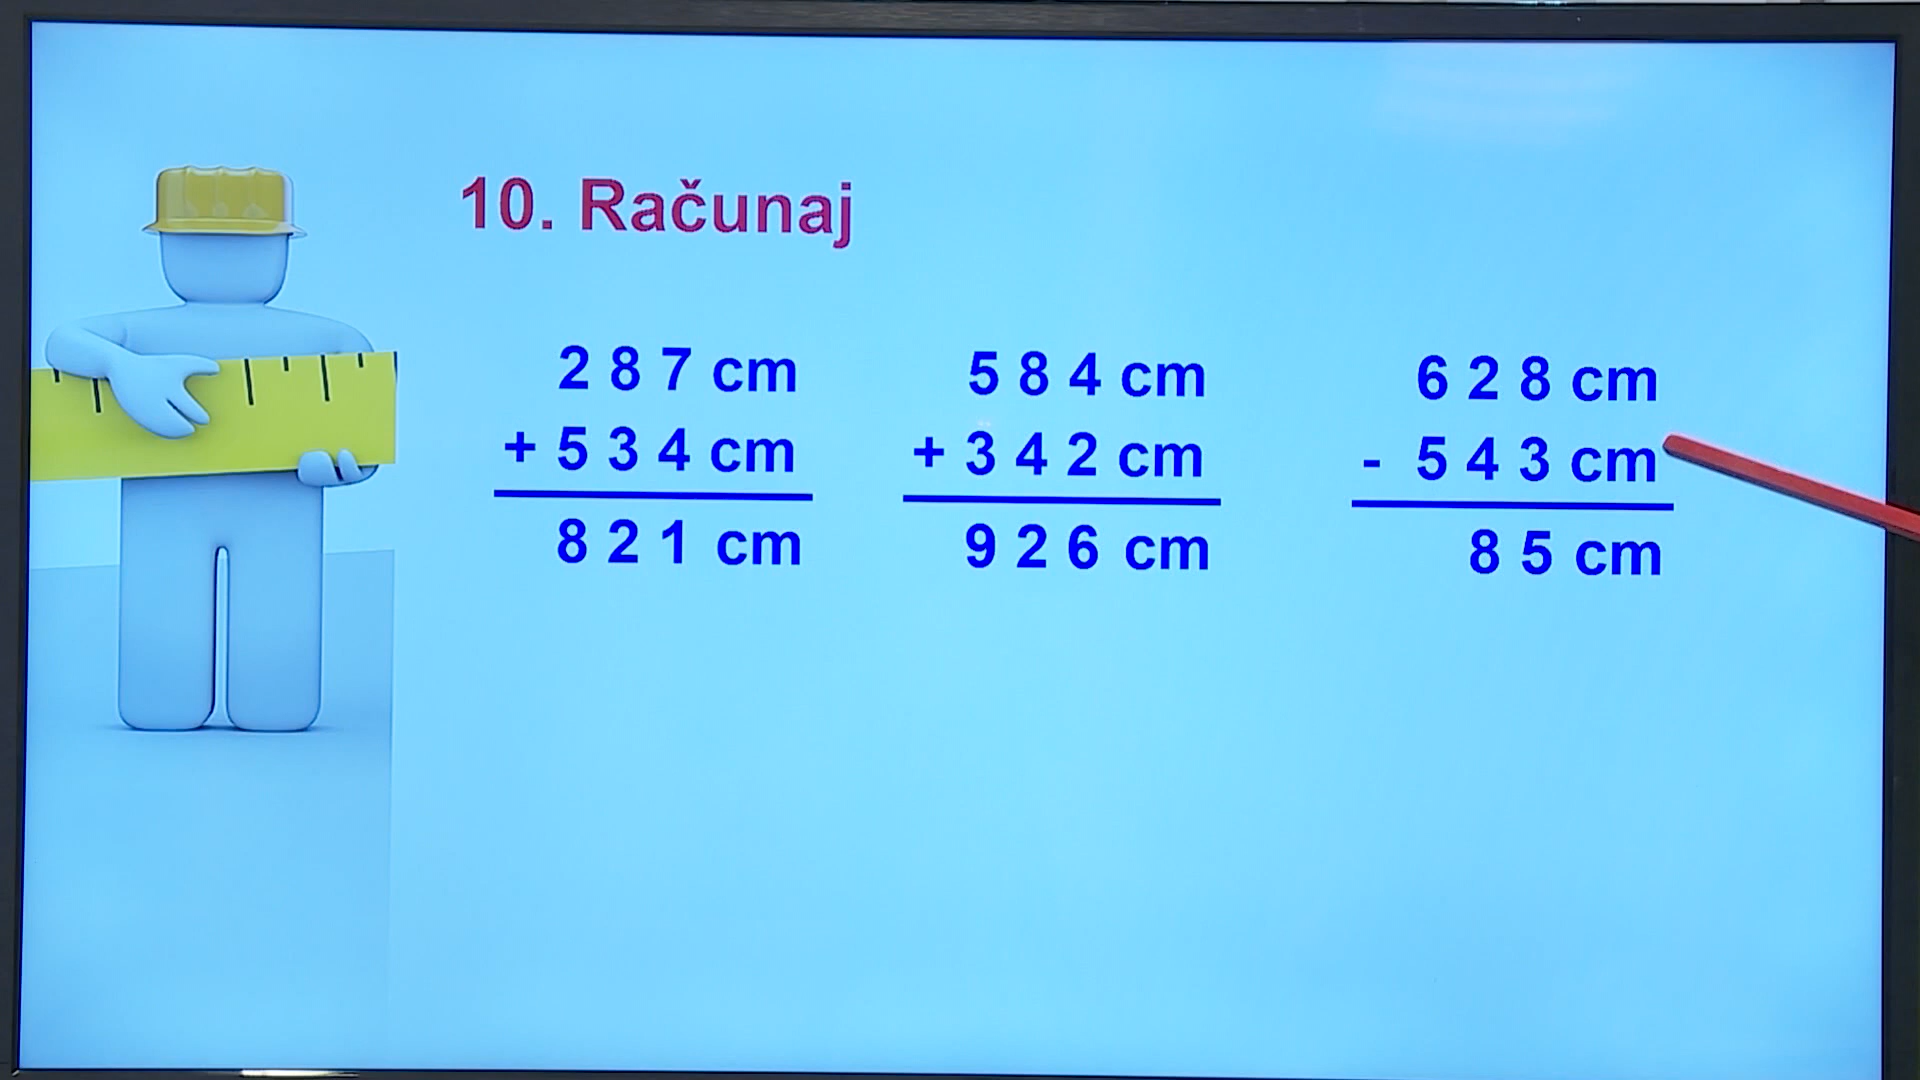 10. Računaj
2 8 7 cm
+ 5 3 4 cm
8 2 1 cm
5 8 4 cm
+ 3 4 2 cm
9 2 6 cm
6 2 8 cm
- 5 4 3 cm
8 5 cm